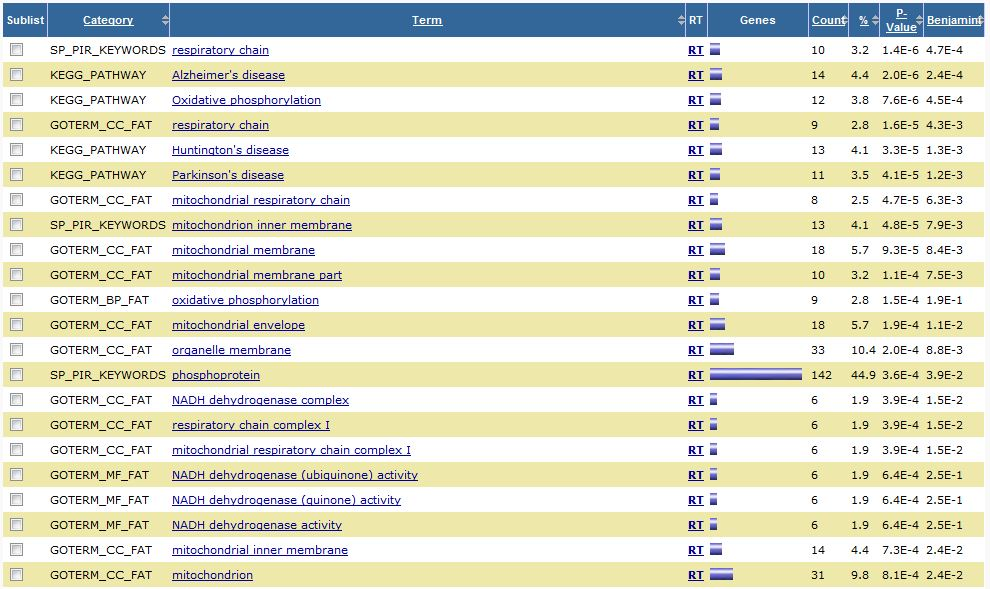 Sublist Category Term RT Genes Count % P-Value Benjamini
SP_PIR_KEYWORDS respiratory chain RT 10 3.2 1.4E-6 4.7E-4
KEGG_PATHWAY Alzheimer's disease RT 14 4.4 2.0E-6 2.4E-4
KEGG_PATHWAY Oxidative phosphorylation RT 12 3.8 7.6E-6 4.5E-4
GOTERM_CC_FAT respiratory chain RT 9 2.8 1.6E-5 4.3E-3
KEGG_PATHWAY Huntington's disease RT 13 4.1 3.3E-5 1.3E-3
KEGG_PATHWAY Parkinson's disease RT 11 3.5 4.1E-5 1.2E-3
GOTERM_CC_FAT mitochondrial respiratory chain RT 8 2.5 4.7E-5 6.3E-3
SP_PIR_KEYWORDS mitochondrion inner membrane RT 13 4.1 4.8E-5 7.9E-3
GOTERM_CC_FAT mitochondrial membrane RT 18 5.7 9.3E-5 8.4E-3
GOTERM_CC_FAT mitochondrial membrane part RT 10 3.2 1.1E-4 7.5E-3
GOTERM_BP_FAT oxidative phosphorylation RT 9 2.8 1.5E-4 1.9E-1
GOTERM_CC_FAT mitochondrial envelope RT 18 5.7 1.9E-4 1.1E-2
GOTERM_CC_FAT organelle membrane RT 33 10.4 2.0E-4 8.8E-3
SP_PIR_KEYWORDS phosphoprotein RT 142 44.9 3.6E-4 3.9E-2
GOTERM_CC_FAT NADH dehydrogenase complex RT 6 1.9 3.9E-4 1.5E-2
GOTERM_CC_FAT respiratory chain complex I RT 6 1.9 3.9E-4 1.5E-2
GOTERM_CC_FAT mitochondrial respiratory chain complex I RT 6 1.9 3.9E-4 1.5E-2
GOTERM_MF_FAT NADH dehydrogenase (ubiquinone) activity RT 6 1.9 6.4E-4 2.5E-1
GOTERM_MF_FAT NADH dehydrogenase (quinone) activity RT 6 1.9 6.4E-4 2.5E-1
GOTERM_MF_FAT NADH dehydrogenase activity RT 6 1.9 6.4E-4 2.5E-1
GOTERM_CC_FAT mitochondrial inner membrane RT 14 4.4 7.3E-4 2.4E-2
GOTERM_CC_FAT mitochondrion RT 31 9.8 8.1E-4 2.4E-2